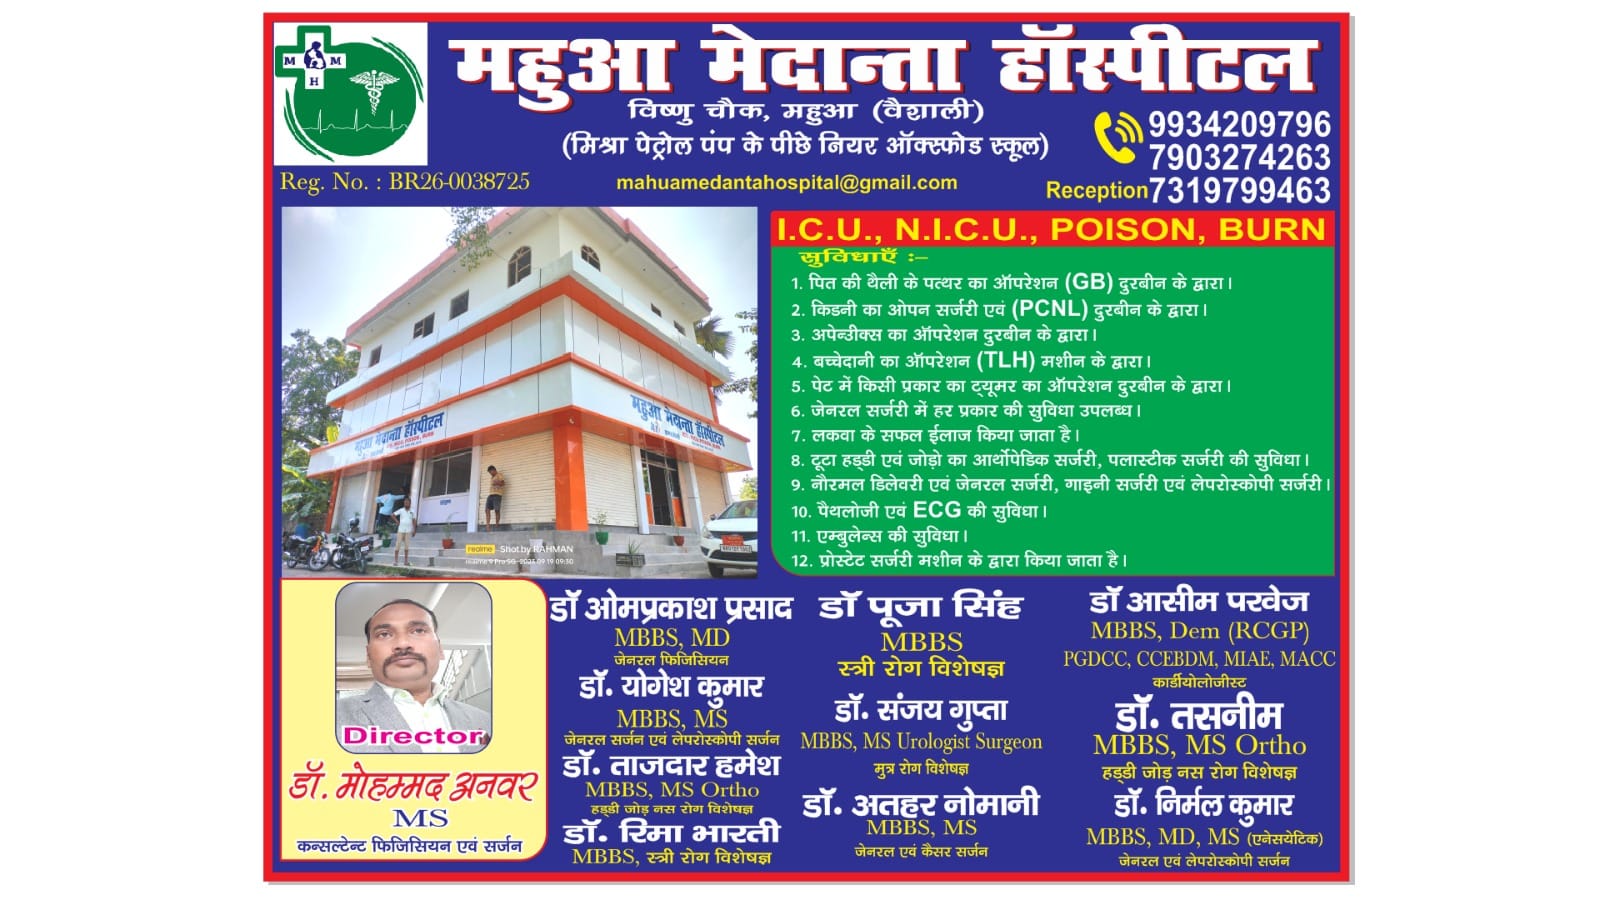 M M
H
महुआ मेदान्ता हॉस्पीटल
विष्णु चौक, महुआ (वैशाली)
(मिश्रा पेट्रोल पंप के पीछे नियर ऑक्सफोड स्कूल)
9934209796
7903274263
Reception 7319799463
Reg. No. : BR26-0038725
mahuamedantahospital@gmail.com
महुआ मेदान्ता हॉस्पीटल
महुआ मेदान्ता हॉस्पीटल
realme Shot by RAHMAN
realme 9 Pro 5G 2023.09.19 09:30
I.C.U., N.I.C.U., POISON, BURN
सुविधाएँ :–
1. पित की थैली के पत्थर का ऑपरेशन (GB) दुरबीन के द्वारा।
2. किडनी का ओपन सर्जरी एवं (PCNL) दुरबीन के द्वारा।
3. अपेन्डीक्स का ऑपरेशन दुरबीन के द्वारा।
4. बच्चेदानी का ऑपरेशन (TLH) मशीन के द्वारा।
5. पेट में किसी प्रकार का ट्यूमर का ऑपरेशन दुरबीन के द्वारा।
6. जेनरल सर्जरी में हर प्रकार की सुविधा उपलब्ध।
7. लकवा के सफल ईलाज किया जाता है।
8. टूटा हड्डी एवं जोड़ो का आर्थोपेडिक सर्जरी, पलास्टीक सर्जरी की सुविधा।
9. नौरमल डिलेवरी एवं जेनरल सर्जरी, गाइनी सर्जरी एवं लेपरोस्कोपी सर्जरी।
10. पैथलोजी एवं ECG की सुविधा।
11. एम्बुलेन्स की सुविधा।
12. प्रोस्टेट सर्जरी मशीन के द्वारा किया जाता है।
Director
डॉ. मोहम्मद अनवर
MS
कन्सल्टेन्ट फिजिसियन एवं सर्जन
डॉ ओमप्रकाश प्रसाद
MBBS, MD
जेनरल फिजिसियन
डॉ. योगेश कुमार
MBBS, MS
जेनरल सर्जन एवं लेपरोस्कोपी सर्जन
डॉ. ताजदार हमेश
MBBS, MS Ortho
हड्डी जोड़ नस रोग विशेषज्ञ
डॉ. रिमा भारती
MBBS, स्त्री रोग विशेषज्ञ
डॉ पूजा सिंह
MBBS
स्त्री रोग विशेषज्ञ
डॉ. संजय गुप्ता
MBBS, MS Urologist Surgeon
मुत्र रोग विशेषज्ञ
डॉ. अतहर नोमानी
MBBS, MS
जेनरल एवं कैसर सर्जन
डॉ आसीम परवेज
MBBS, Dem (RCGP)
PGDCC, CCEBDM, MIAE, MACC
कार्डीयोलोजीस्ट
डॉ. तसनीम
MBBS, MS Ortho
हड्डी जोड़ नस रोग विशेषज्ञ
डॉ. निर्मल कुमार
MBBS, MD, MS (एनेसयेटिक)
जेनरल एवं लेपरोस्कोपी सर्जन